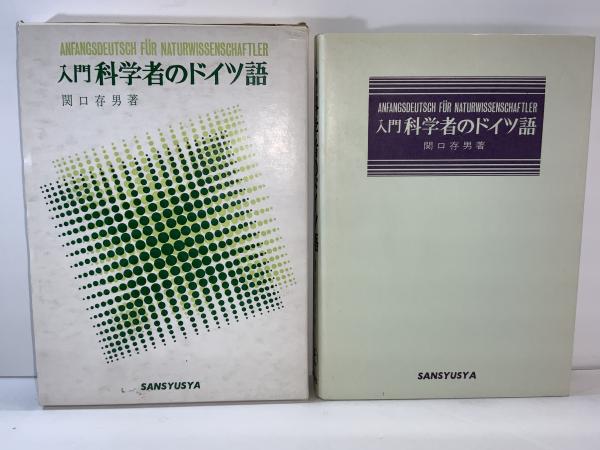 ANFANGSDEUTSCH FÜR NATURWISSENSCHAFTLER
入門 科学者のドイツ語
関口存男著
SANSYUSYA
ANFANGSDEUTSCH FÜR NATURWISSENSCHAFTLER
入門 科学者のドイツ語
関口存男著
SANSYUSYA